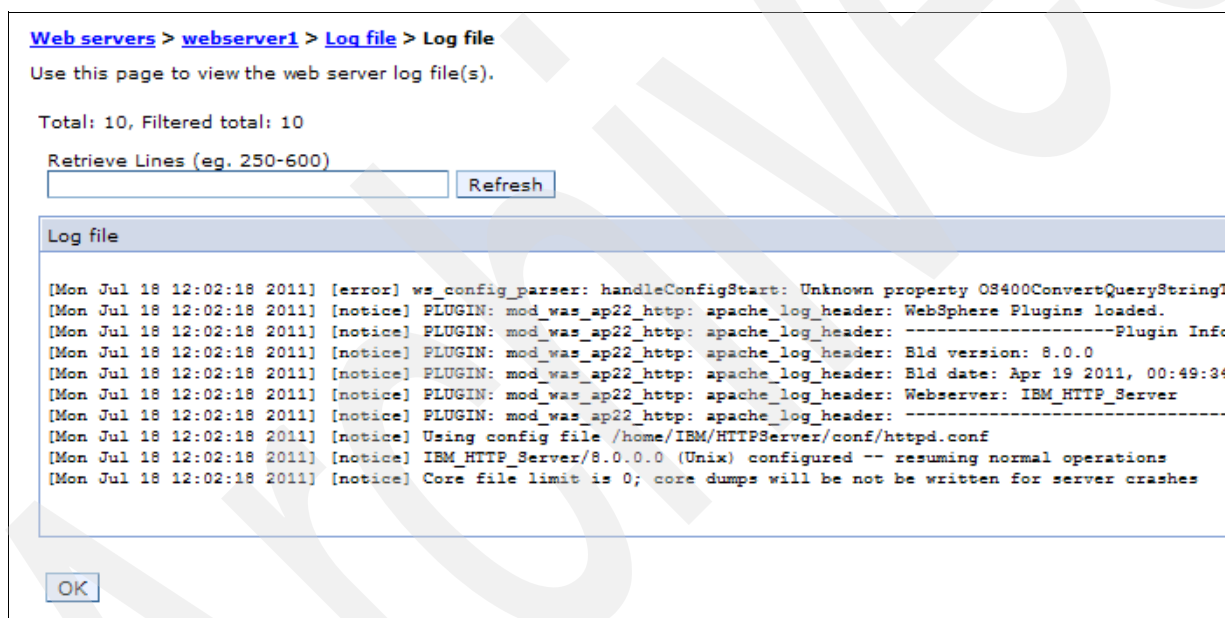 Web servers > webserver1 > Log file > Log file
Use this page to view the web server log file(s).
Total: 10, Filtered total: 10
Retrieve Lines (eg. 250-600)
Refresh
Log file
[Mon Jul 18 12:02:18 2011] [error] ws_config_parser: handleConfigStart: Unknown property OS400ConvertQueryStringT
[Mon Jul 18 12:02:18 2011] [notice] PLUGIN: mod_was_ap22_http: apache_log_header: WebSphere Plugins loaded.
[Mon Jul 18 12:02:18 2011] [notice] PLUGIN: mod_was_ap22_http: apache_log_header: --------------------Plugin Info
[Mon Jul 18 12:02:18 2011] [notice] PLUGIN: mod_was_ap22_http: apache_log_header: Bld version: 8.0.0
[Mon Jul 18 12:02:18 2011] [notice] PLUGIN: mod_was_ap22_http: apache_log_header: Bld date: Apr 19 2011, 00:49:34
[Mon Jul 18 12:02:18 2011] [notice] PLUGIN: mod_was_ap22_http: apache_log_header: Webserver: IBM_HTTP_Server
[Mon Jul 18 12:02:18 2011] [notice] PLUGIN: mod_was_ap22_http: apache_log_header: -------------------------------
[Mon Jul 18 12:02:18 2011] [notice] Using config file /home/IBM/HTTPServer/conf/httpd.conf
[Mon Jul 18 12:02:18 2011] [notice] IBM_HTTP_Server/8.0.0.0 (Unix) configured -- resuming normal operations
[Mon Jul 18 12:02:18 2011] [notice] Core file limit is 0; core dumps will be not be written for server crashes
OK